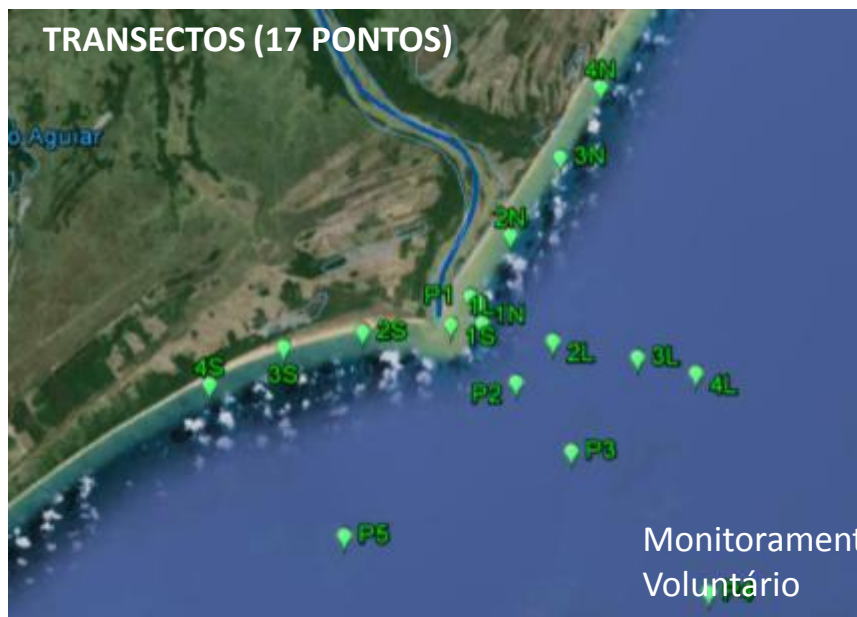 TRANSECTOS (17 PONTOS)
4N
o Aguiar
3N
2N
P1
1L
1N
1S
2S
2L
3S
3L
4S
P2
4L
P3
P5
Monitorament
Voluntário